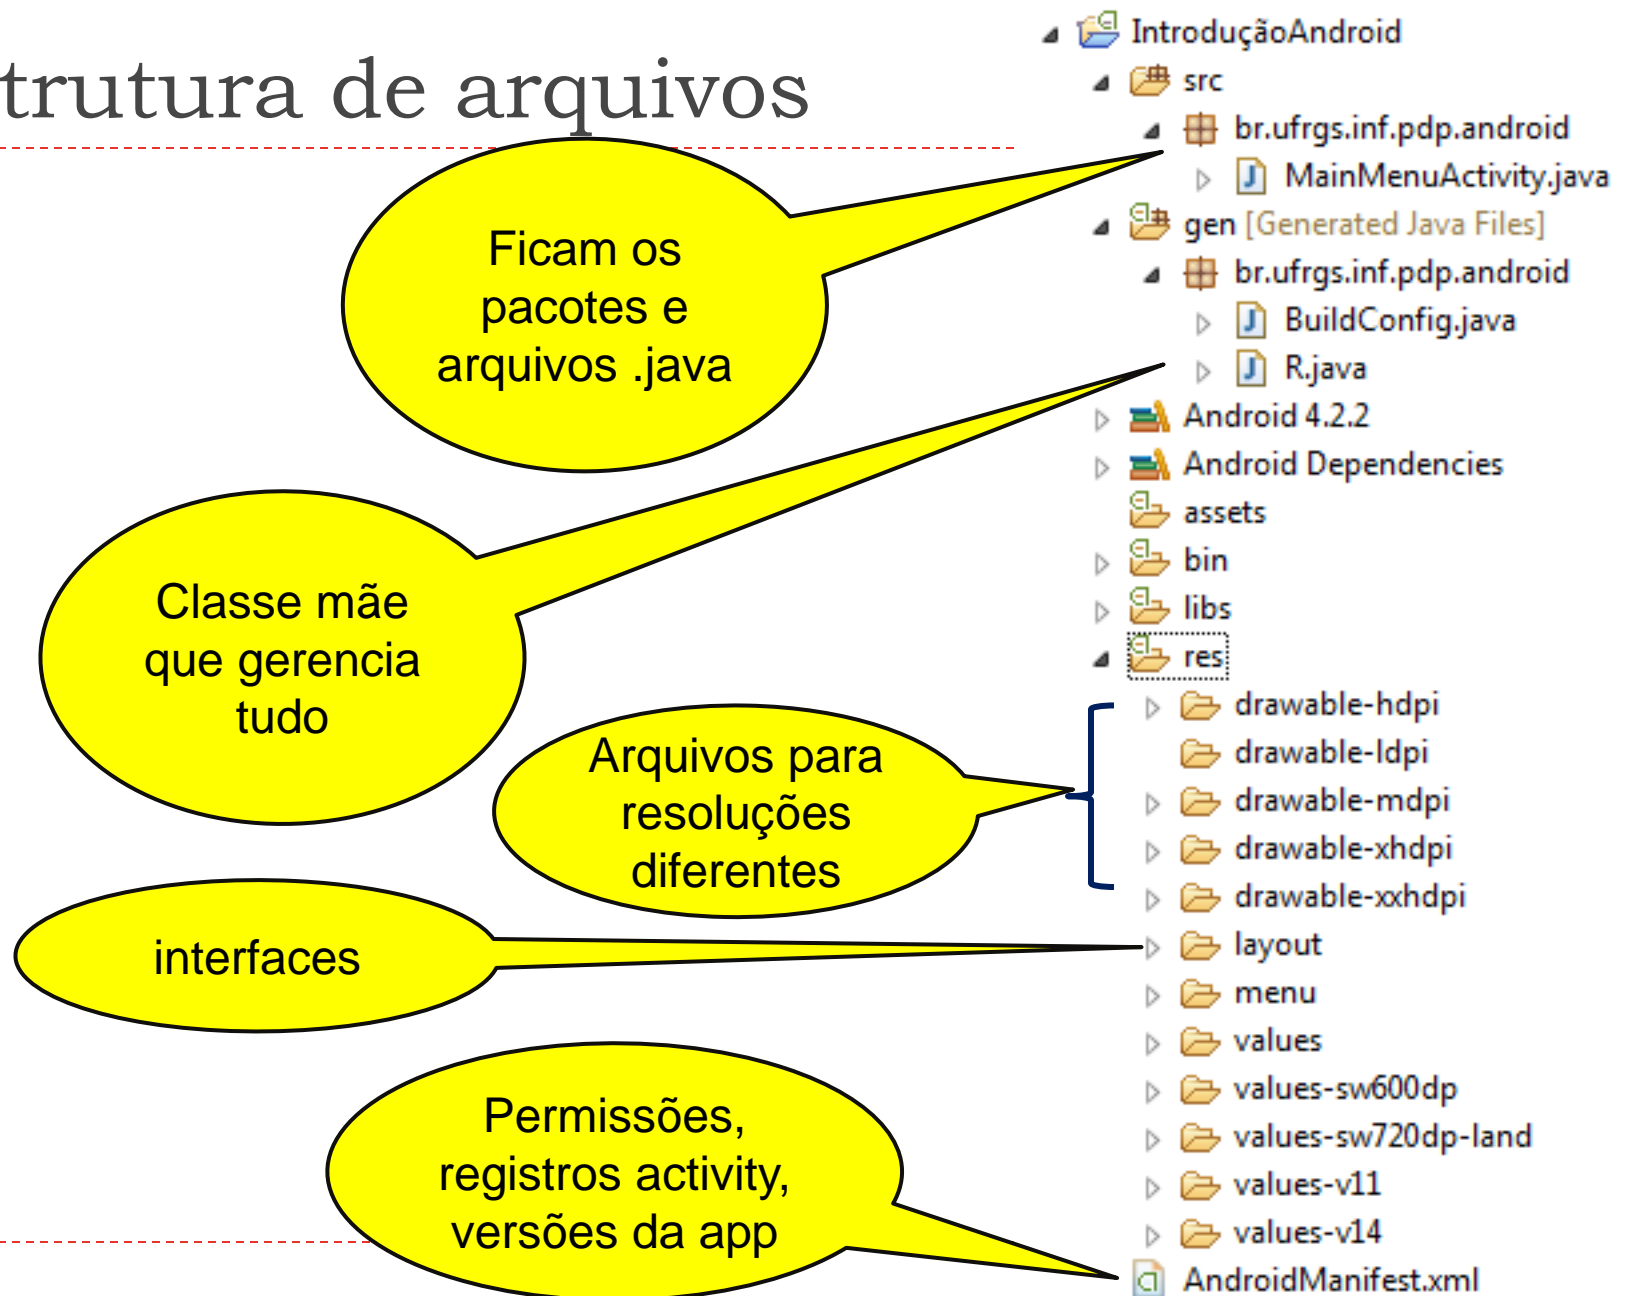 trutura de arquivos
Ficam os
pacotes e
arquivos .java
Classe mãe
que gerencia
tudo
Arquivos para
resoluções
diferentes
interfaces
Permissões,
registros activity,
versões da app
IntroduçãoAndroid
src
br.ufrgs.inf.pdp.android
MainMenuActivity.java
gen [Generated Java Files]
br.ufrgs.inf.pdp.android
BuildConfig.java
R.java
Android 4.2.2
Android Dependencies
assets
bin
libs
res
drawable-hdpi
drawable-ldpi
drawable-mdpi
drawable-xhdpi
drawable-xxhdpi
layout
menu
values
values-sw600dp
values-sw720dp-land
values-v11
values-v14
AndroidManifest.xml